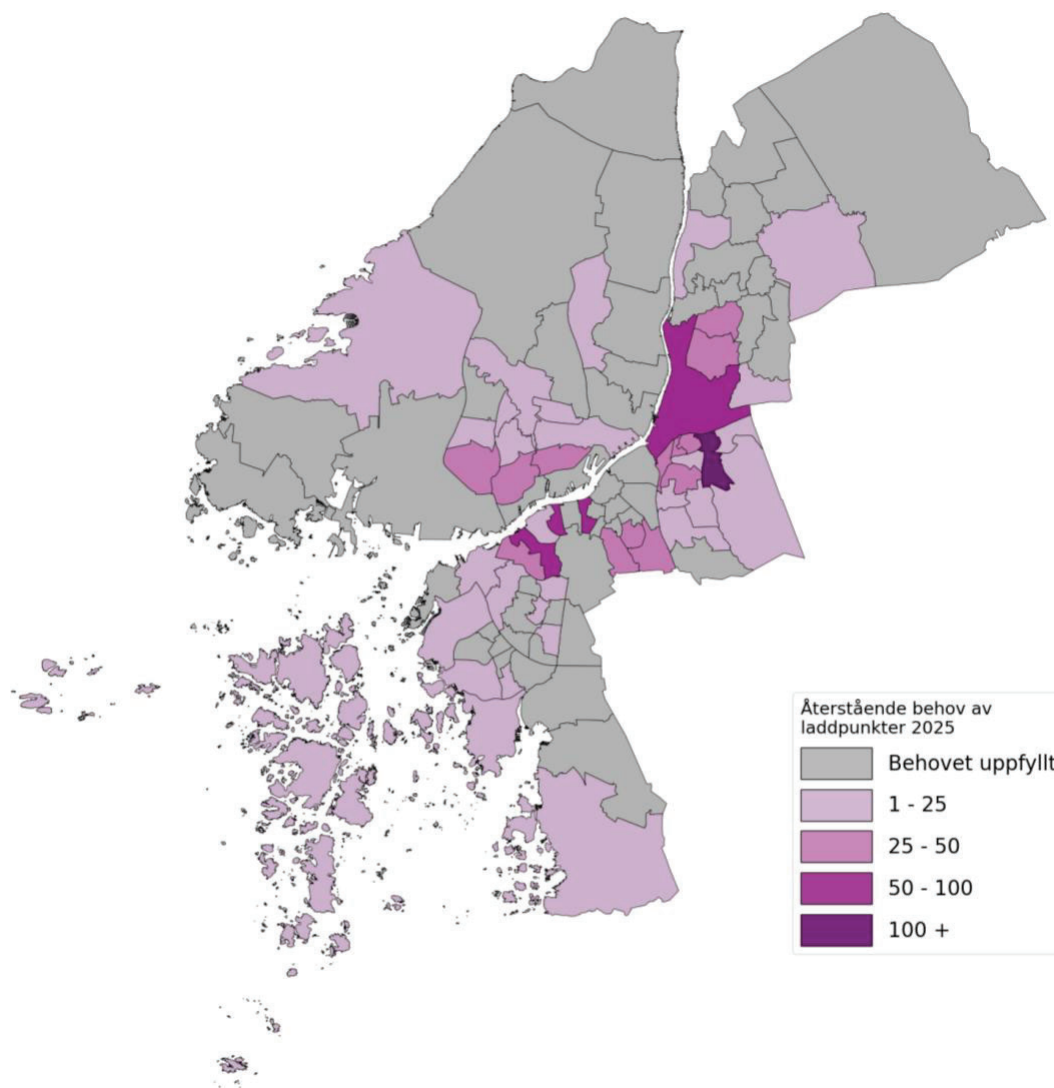 Återstående behov av
laddpunkter 2025
Behovet uppfyllt
1 - 25
25 - 50
50 - 100
100 +